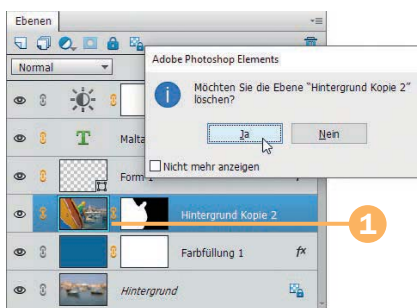 Ebenen
Normal
Adobe Photoshop Elements
Möchten Sie die Ebene "Hintergrund Kopie 2"
löschen?
Ja
Nein
Nicht mehr anzeigen
T
Malta
Form 1
Hintergrund Kopie 2
1
Farbfüllung 1
fx
Hintergrund